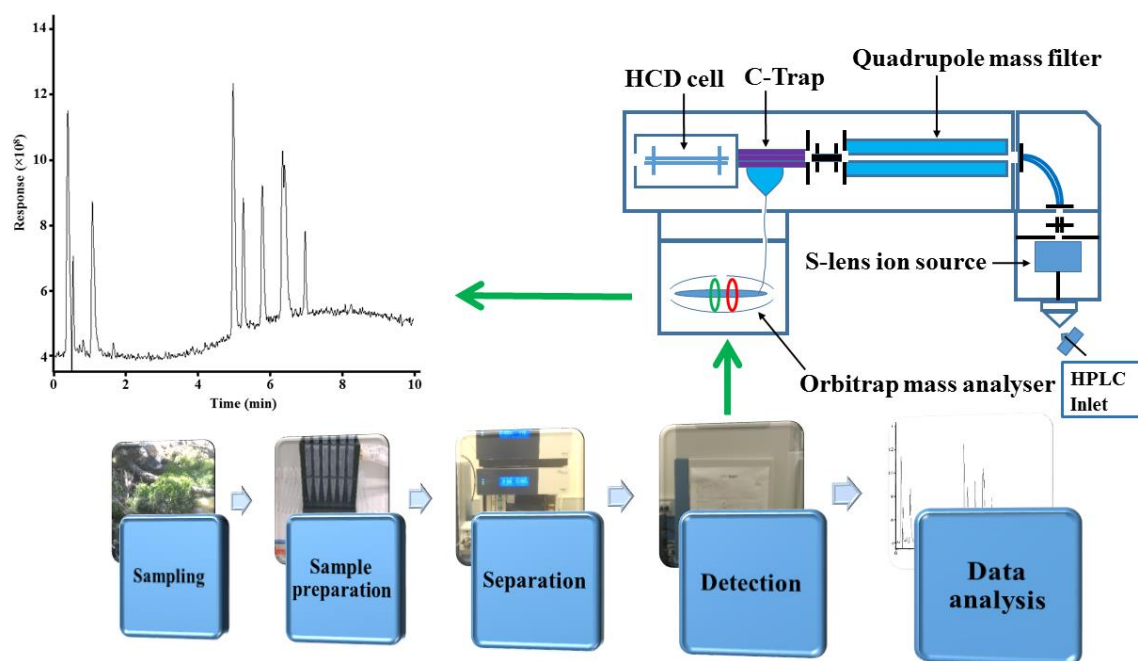 14
12
10
8
6
4
Response (×10⁸)
0
2
4
6
8
10
Time (min)
HCD cell
C-Trap
Quadrupole mass filter
S-lens ion source
Orbitrap mass analyser
HPLC
Inlet
Sampling
Sample
preparation
Separation
Detection
Data
analysis